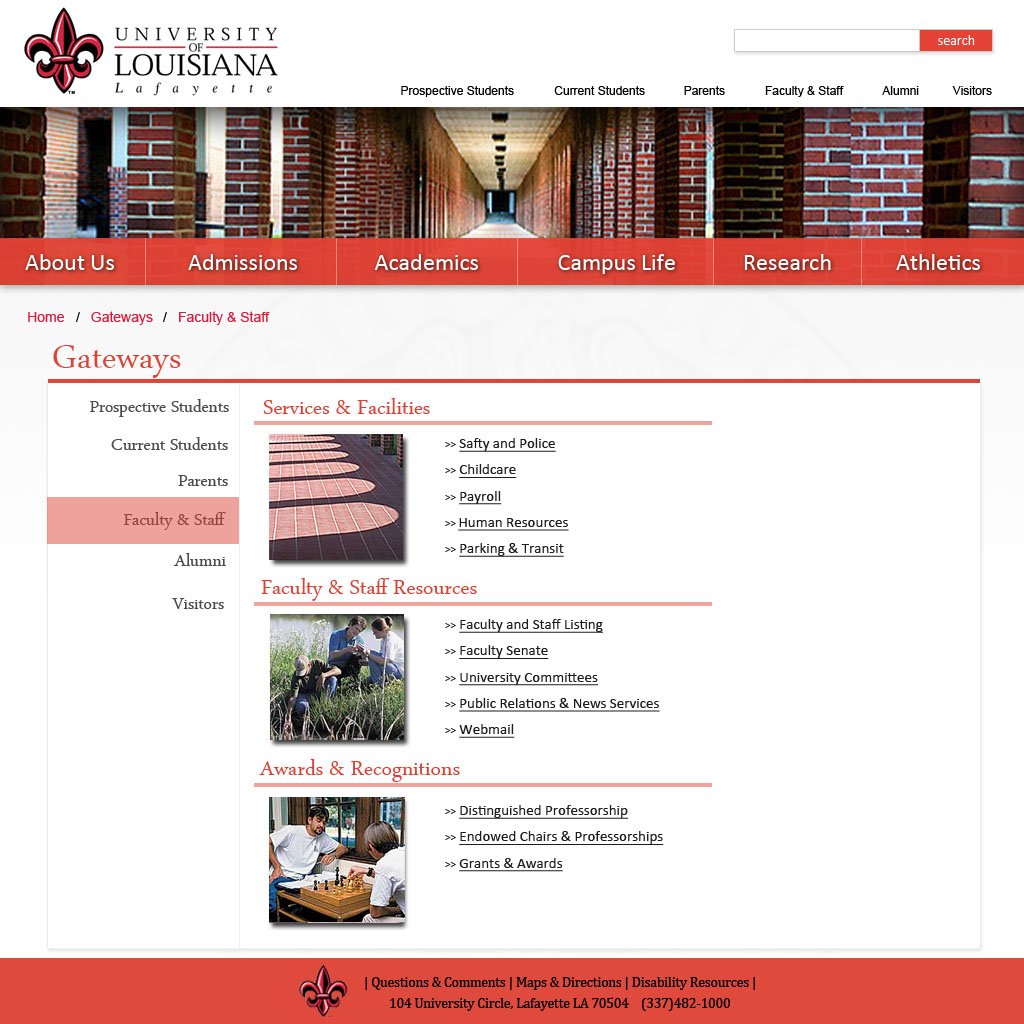 UNIVERSITY
OF
LOUISIANA
Lafayette
™
search
Prospective Students Current Students Parents Faculty & Staff Alumni Visitors
About Us Admissions Academics Campus Life Research Athletics
Home / Gateways / Faculty & Staff
Gateways
Prospective Students
Current Students
Parents
Faculty & Staff
Alumni
Visitors
Services & Facilities
>> Safty and Police
>> Childcare
>> Payroll
>> Human Resources
>> Parking & Transit
Faculty & Staff Resources
>> Faculty and Staff Listing
>> Faculty Senate
>> University Committees
>> Public Relations & News Services
>> Webmail
Awards & Recognitions
>> Distinguished Professorship
>> Endowed Chairs & Professorships
>> Grants & Awards
| Questions & Comments | Maps & Directions | Disability Resources |
104 University Circle, Lafayette LA 70504 (337)482-1000